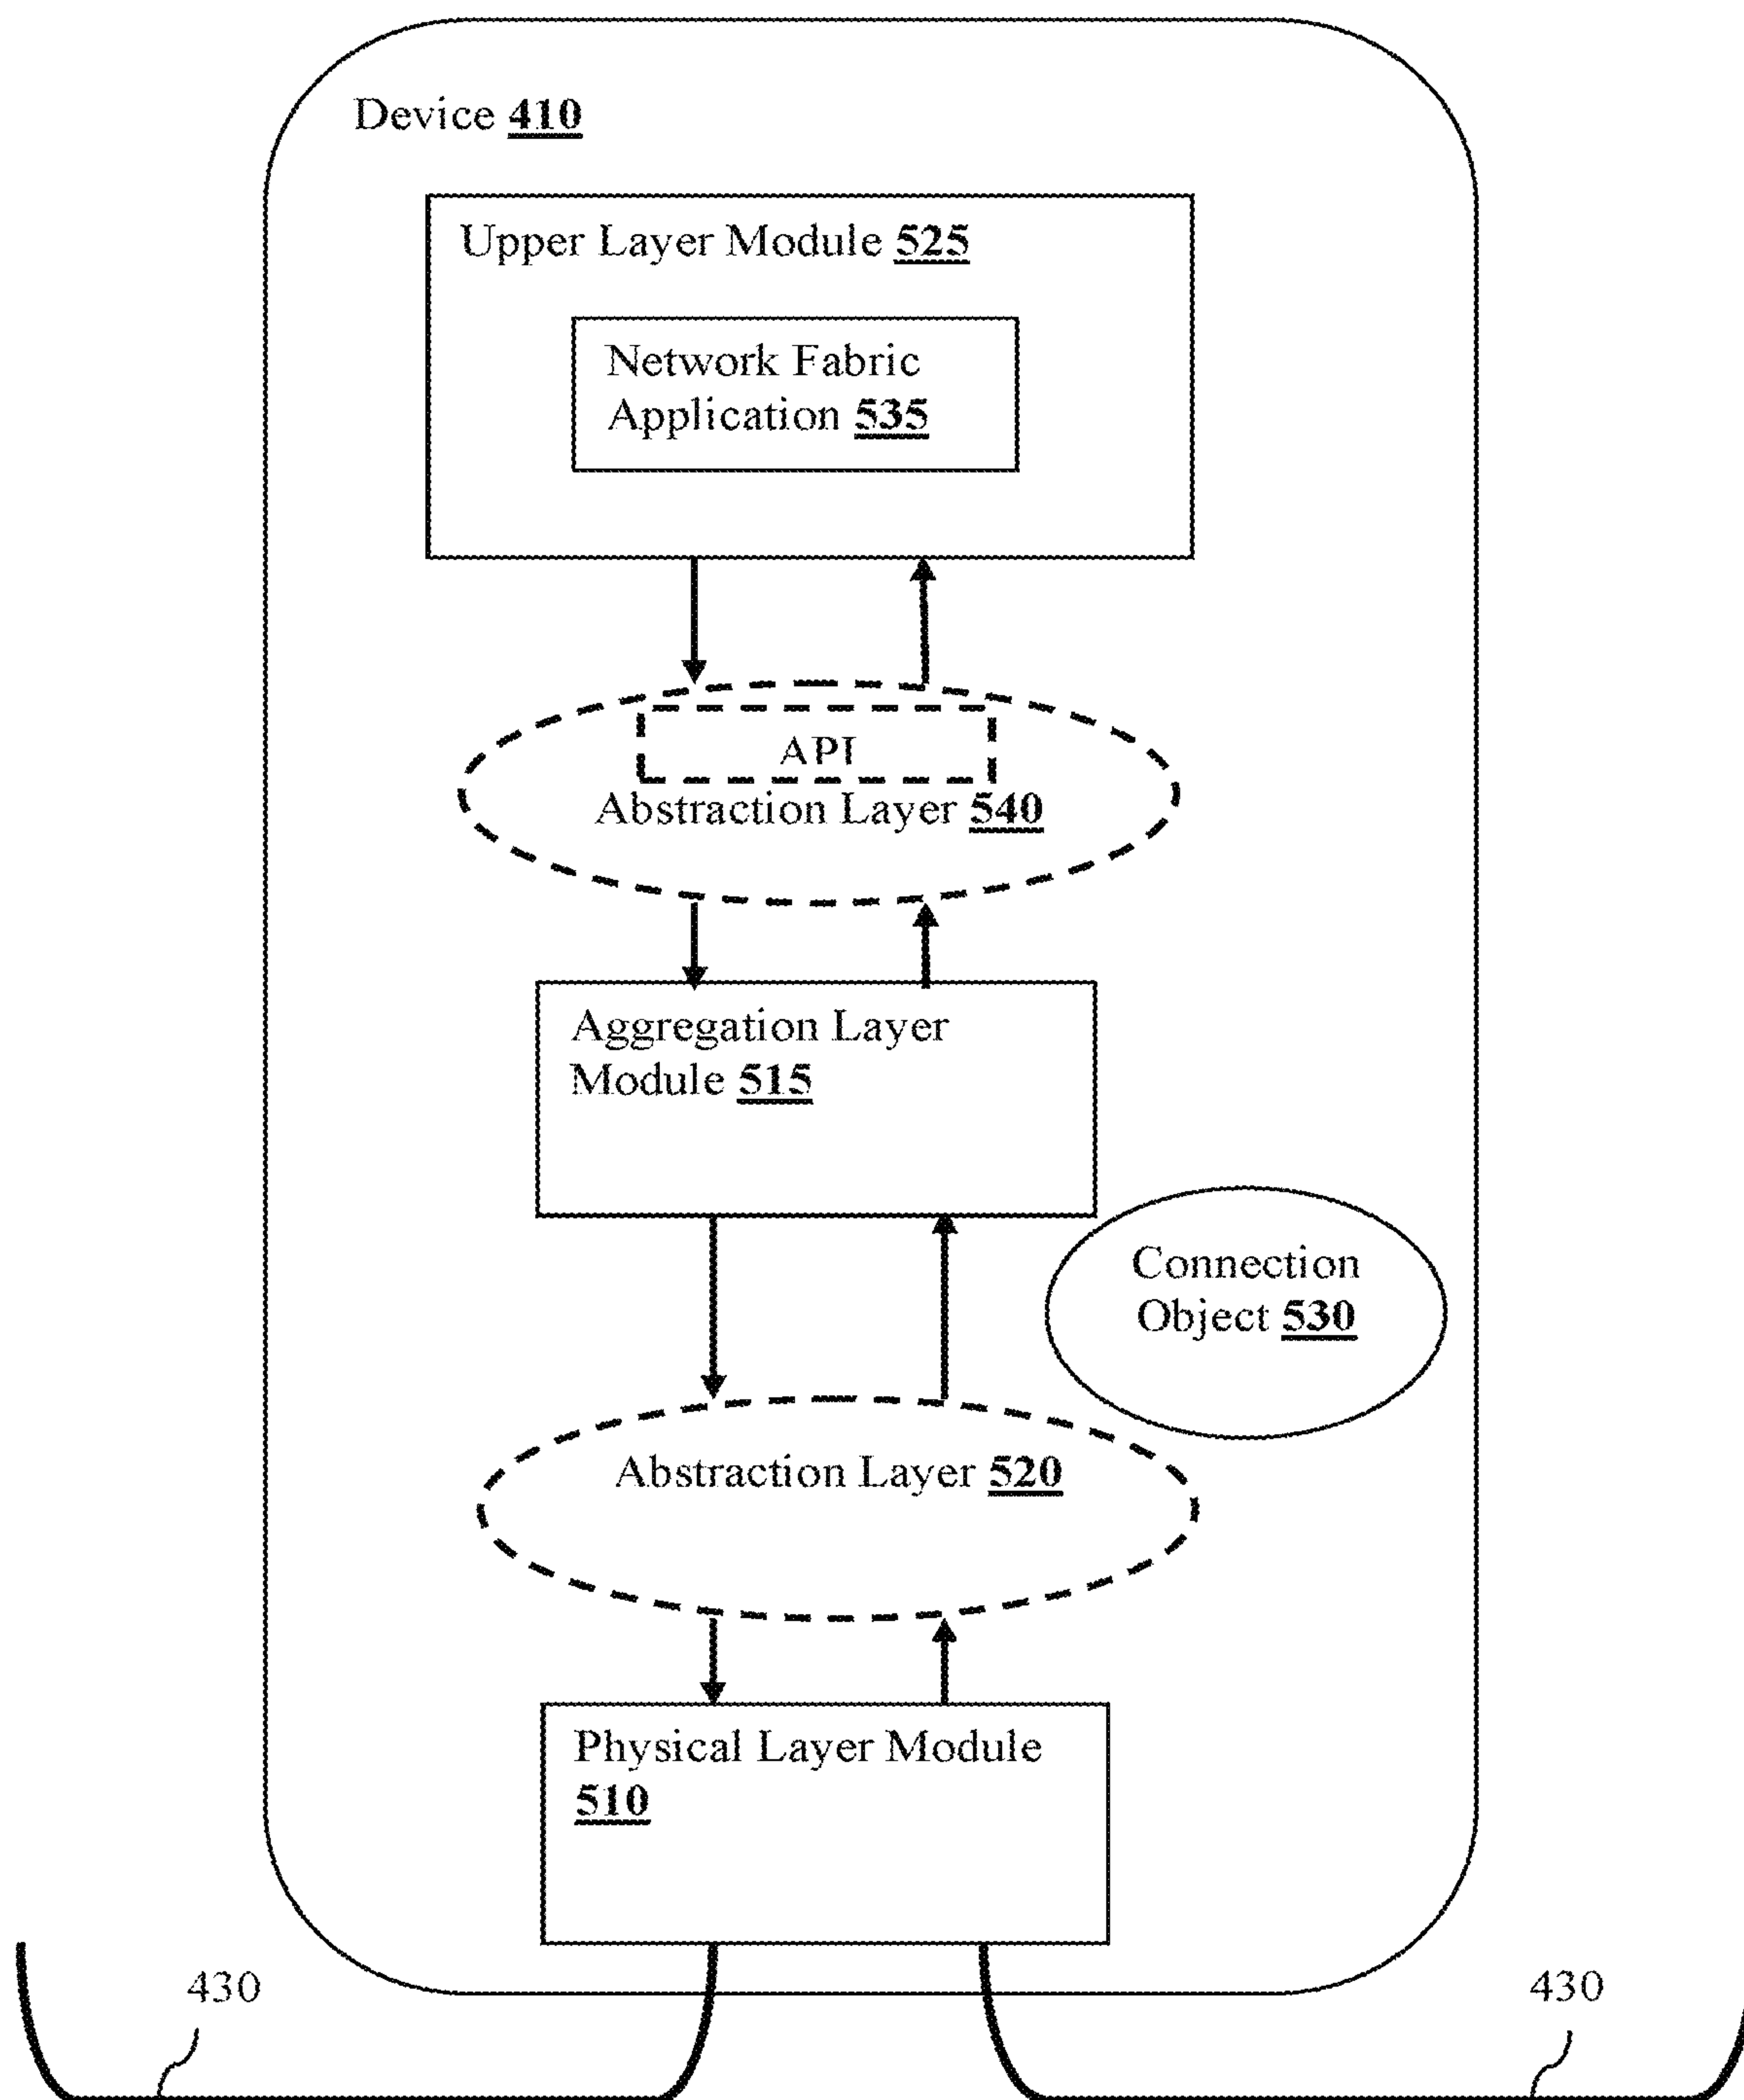 Device 410
Upper Layer Module 525
Network Fabric
Application 535
API
Abstraction Layer 540
Aggregation Layer
Module 515
Connection
Object 530
Abstraction Layer 520
Physical Layer Module
510
430
430